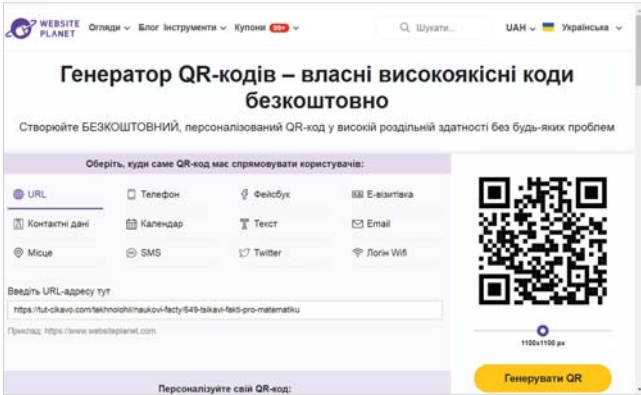 WEBSITE
PLANET
Огляди Блог Інструменти Купони 99+
Шукати...
UAH Українська
Генератор QR-кодів – власні високоякісні коди
безкоштовно
Створюйте БЕЗКОШТОВНИЙ, персоналізований QR-код у високій роздільній здатності без будь-яких проблем
Оберіть, куди саме QR-код має спрямовувати користувачів:
URL Телефон Фейсбук Е-візитівка
Контактні дані Календар Текст Email
Місце SMS Twitter Логін Wifi
Введіть URL-адресу тут
https://tut-cikavo.com/tekhnolohii/naukovi-facty/649-tsikavi-fakti-pro-matematiku
Приклад: https://www.websiteplanet.com
1100x1100 px
Генерувати QR
Персоналізуйте свій QR-код: